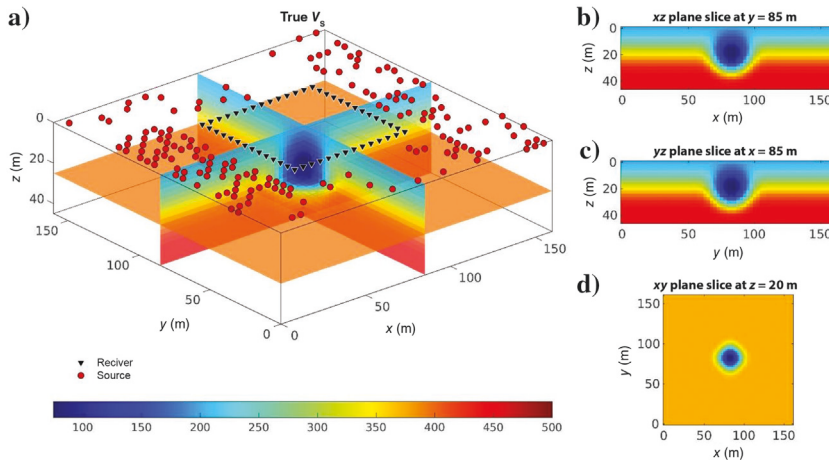 a)
True Vs
0
20
40
z (m)
150
100
50
0
y (m)
0
50
100
150
x (m)
Reciver
Source
100 150 200 250 300 350 400 450 500
b)
xz plane slice at y = 85 m
0
20
40
z (m)
0 50 100 150
x (m)
c)
yz plane slice at x = 85 m
0
20
40
z (m)
0 50 100 150
y (m)
d)
xy plane slice at z = 20 m
150
100
50
0
y (m)
0 50 100 150
x (m)